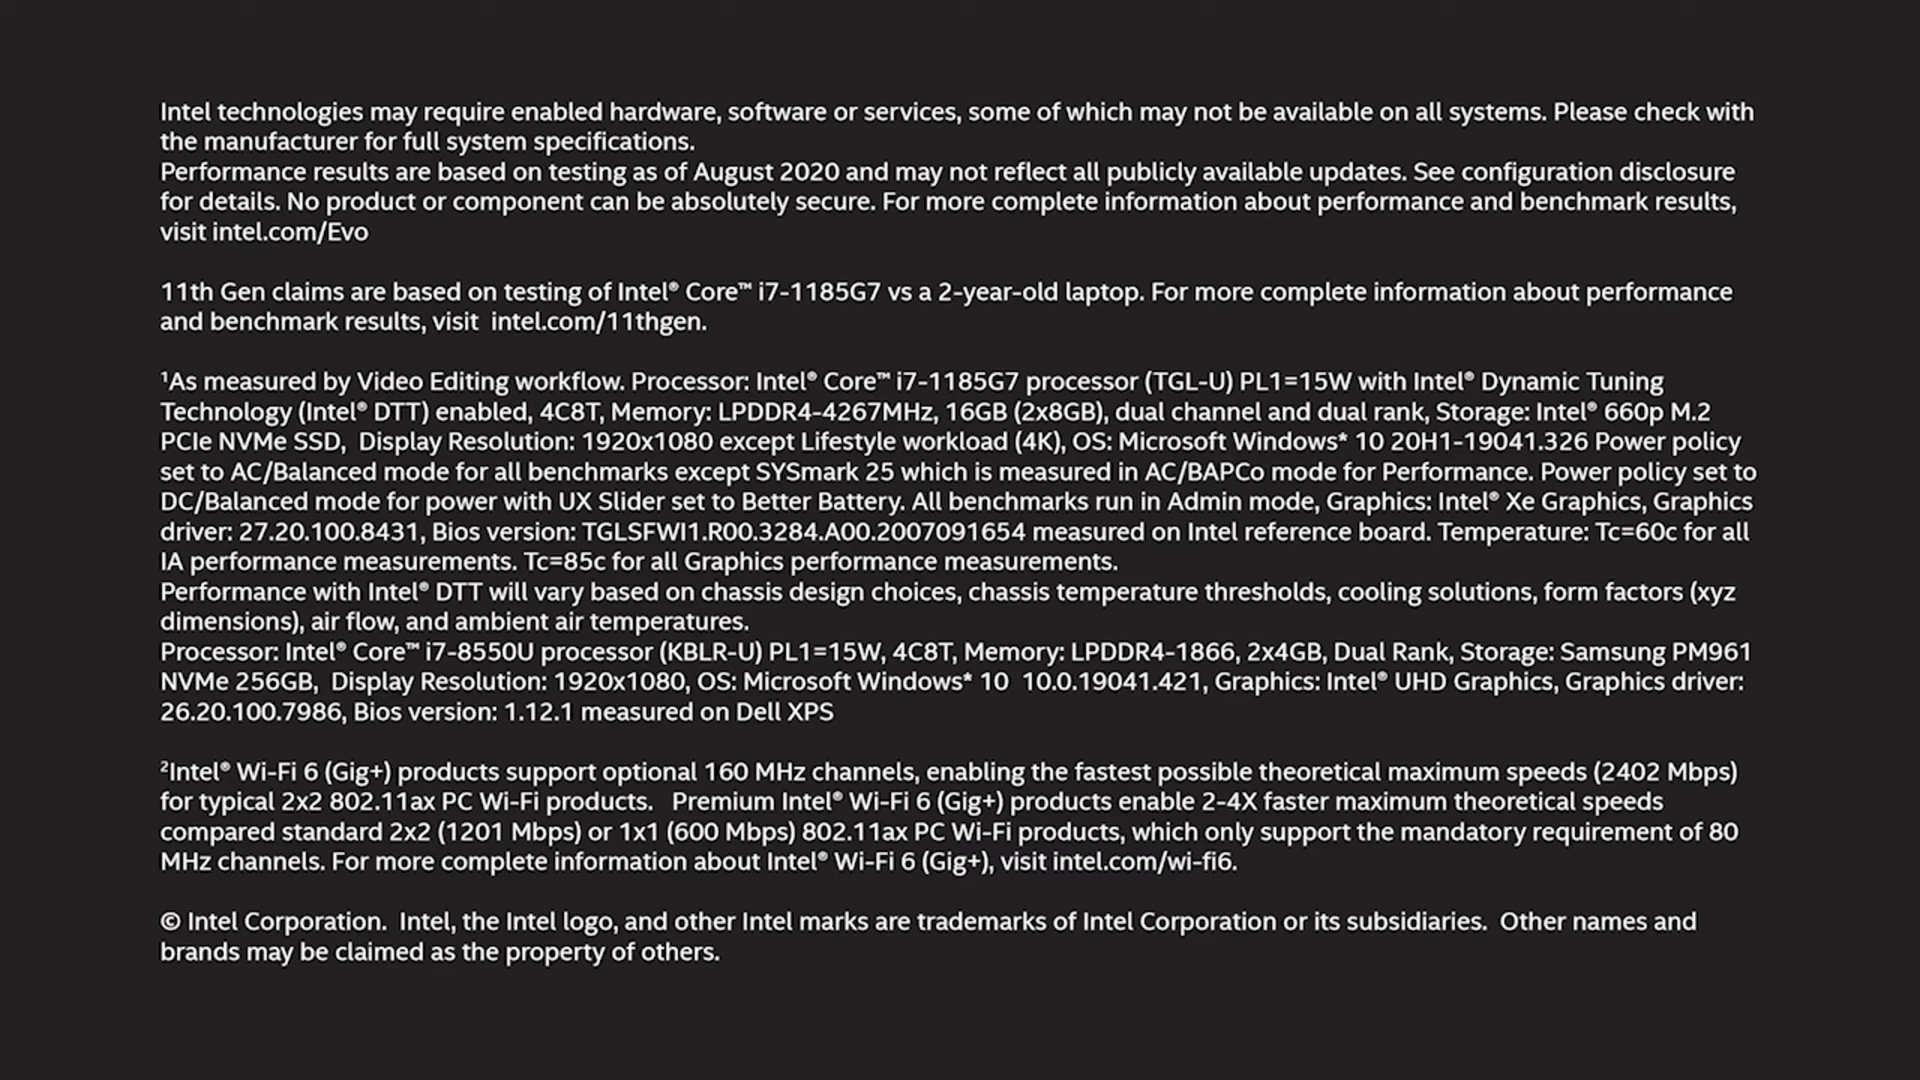 Intel technologies may require enabled hardware, software or services, some of which may not be available on all systems. Please check with
the manufacturer for full system specifications.
Performance results are based on testing as of August 2020 and may not reflect all publicly available updates. See configuration disclosure
for details. No product or component can be absolutely secure. For more complete information about performance and benchmark results,
visit intel.com/Evo
11th Gen claims are based on testing of Intel® Core™ i7-1185G7 vs a 2-year-old laptop. For more complete information about performance
and benchmark results, visit  intel.com/11thgen.
¹As measured by Video Editing workflow. Processor: Intel® Core™ i7-1185G7 processor (TGL-U) PL1=15W with Intel® Dynamic Tuning
Technology (Intel® DTT) enabled, 4C8T, Memory: LPDDR4-4267MHz, 16GB (2x8GB), dual channel and dual rank, Storage: Intel® 660p M.2
PCIe NVMe SSD,  Display Resolution: 1920x1080 except Lifestyle workload (4K), OS: Microsoft Windows* 10 20H1-19041.326 Power policy
set to AC/Balanced mode for all benchmarks except SYSmark 25 which is measured in AC/BAPCo mode for Performance. Power policy set to
DC/Balanced mode for power with UX Slider set to Better Battery. All benchmarks run in Admin mode, Graphics: Intel® Xe Graphics, Graphics
driver: 27.20.100.8431, Bios version: TGLSFWI1.R00.3284.A00.2007091654 measured on Intel reference board. Temperature: Tc=60c for all
IA performance measurements. Tc=85c for all Graphics performance measurements.
Performance with Intel® DTT will vary based on chassis design choices, chassis temperature thresholds, cooling solutions, form factors (xyz
dimensions), air flow, and ambient air temperatures.
Processor: Intel® Core™ i7-8550U processor (KBLR-U) PL1=15W, 4C8T, Memory: LPDDR4-1866, 2x4GB, Dual Rank, Storage: Samsung PM961
NVMe 256GB,  Display Resolution: 1920x1080, OS: Microsoft Windows* 10  10.0.19041.421, Graphics: Intel® UHD Graphics, Graphics driver:
26.20.100.7986, Bios version: 1.12.1 measured on Dell XPS
²Intel® Wi-Fi 6 (Gig+) products support optional 160 MHz channels, enabling the fastest possible theoretical maximum speeds (2402 Mbps)
for typical 2x2 802.11ax PC Wi-Fi products.   Premium Intel® Wi-Fi 6 (Gig+) products enable 2-4X faster maximum theoretical speeds
compared standard 2x2 (1201 Mbps) or 1x1 (600 Mbps) 802.11ax PC Wi-Fi products, which only support the mandatory requirement of 80
MHz channels. For more complete information about Intel® Wi-Fi 6 (Gig+), visit intel.com/wi-fi6.
© Intel Corporation.  Intel, the Intel logo, and other Intel marks are trademarks of Intel Corporation or its subsidiaries.  Other names and
brands may be claimed as the property of others.